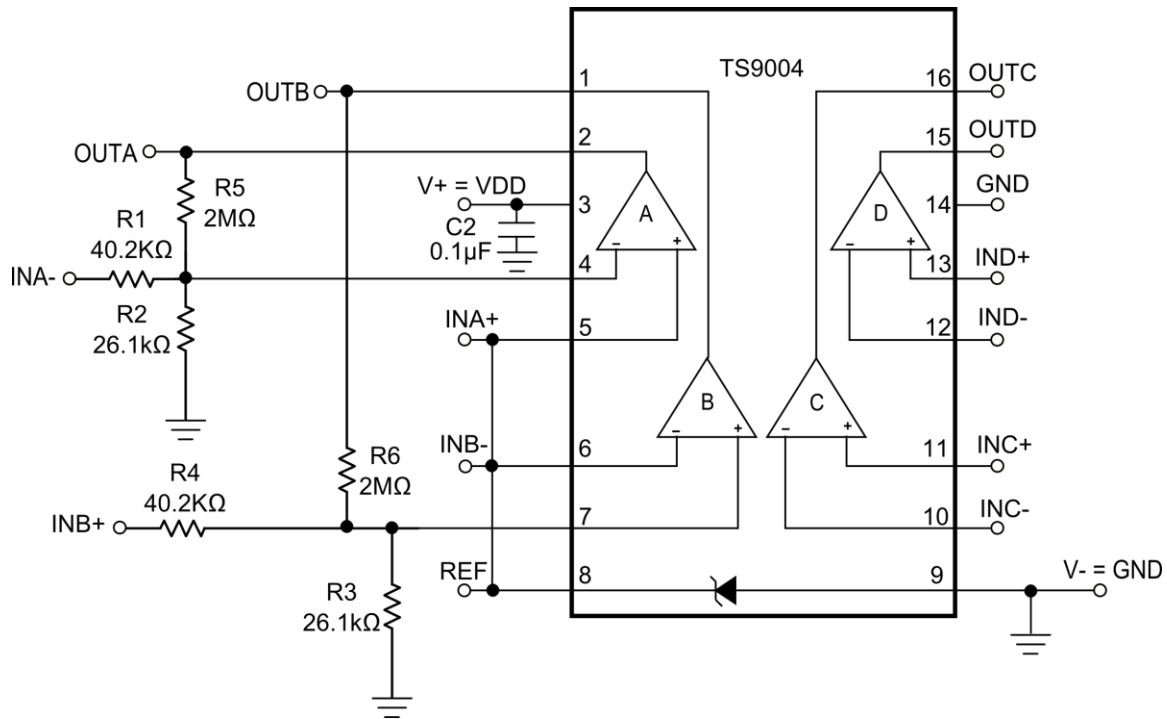 TS9004
OUTB
1
16
OUTC
OUTA
2
15
OUTD
R5
2MΩ
V+ = VDD
3
A
D
14
GND
R1
40.2KΩ
C2
0.1µF
-
+
-
+
INA-
4
13
IND+
R2
26.1kΩ
INA+
5
12
IND-
B
C
-
+
-
+
INB-
6
11
INC+
R6
2MΩ
R4
40.2KΩ
INB+
7
10
INC-
REF
8
9
V- = GND
R3
26.1kΩ